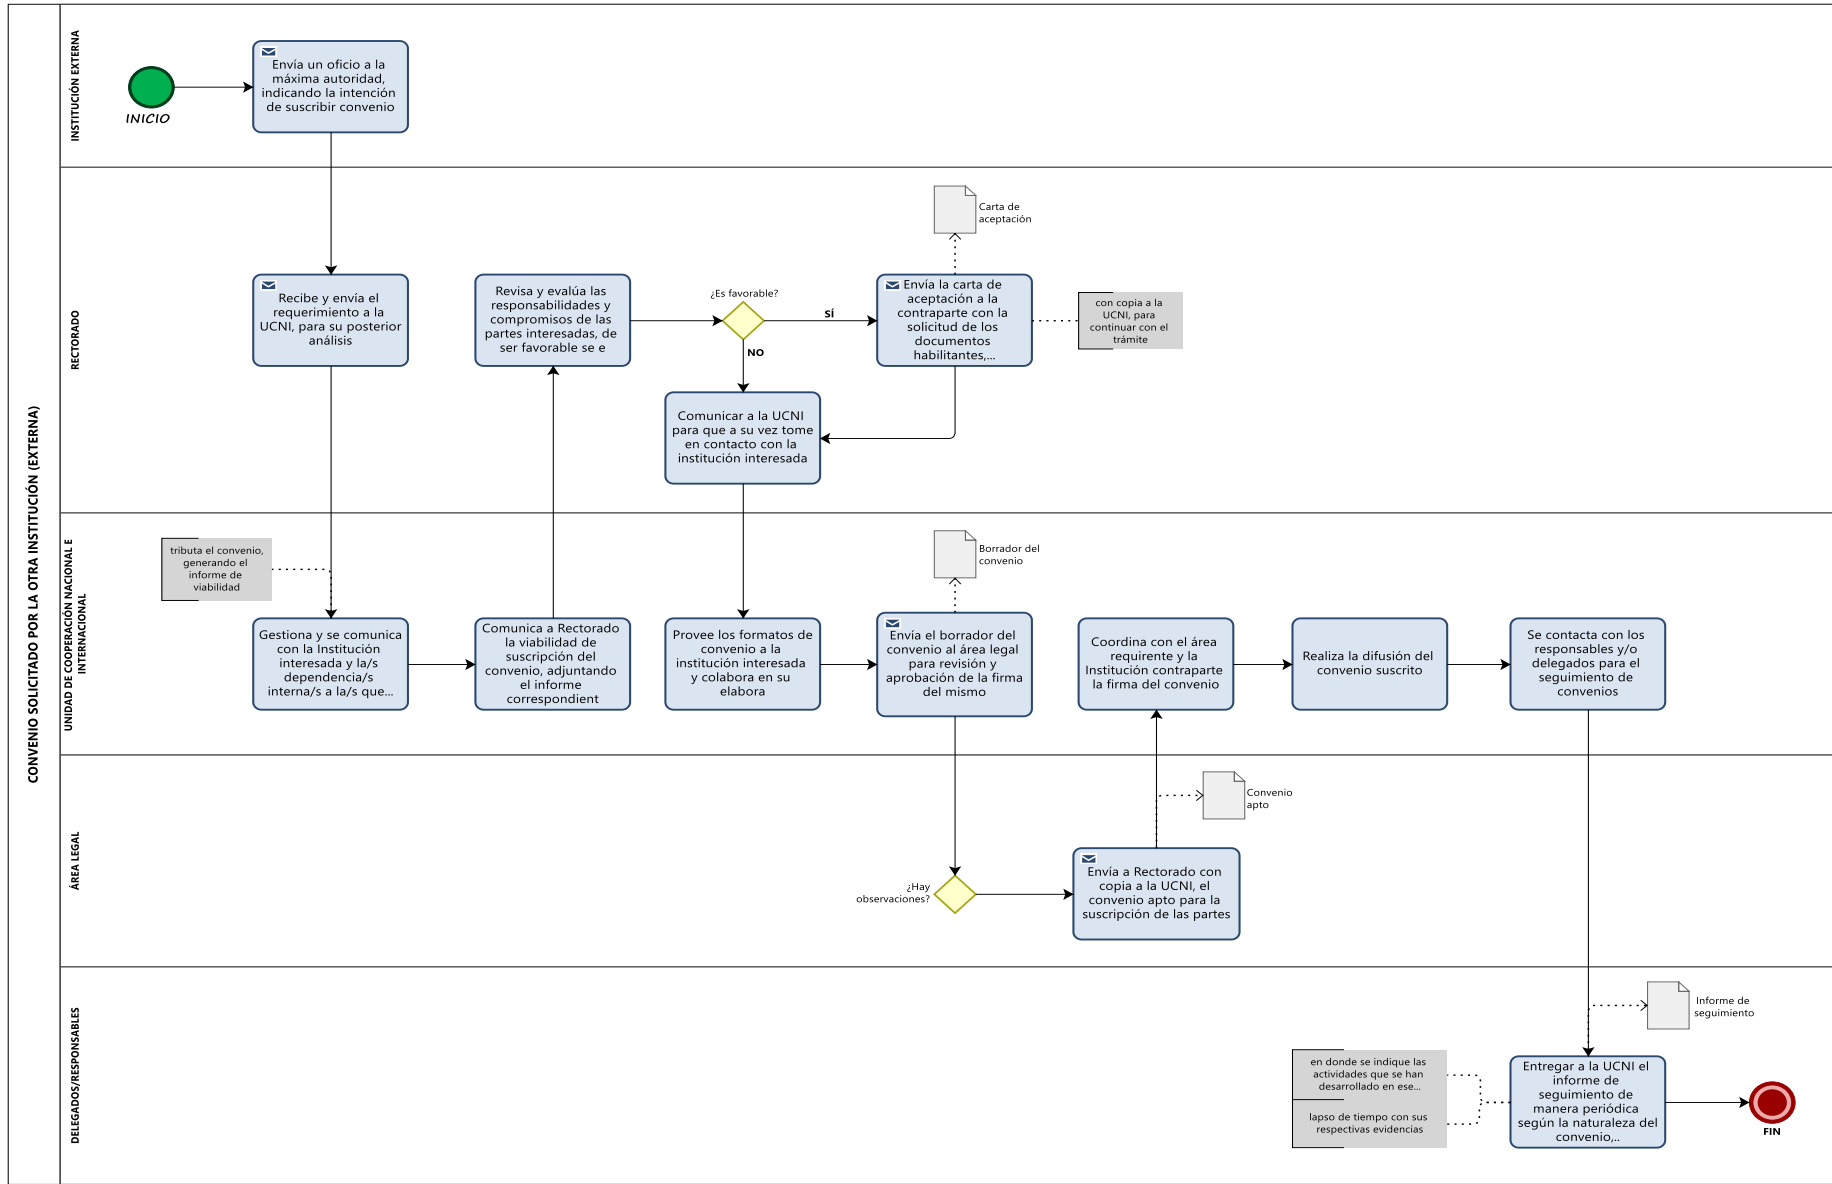 CONVENIO SOLICITADO POR LA OTRA INSTITUCIÓN (EXTERNA)
INSTITUCIÓN EXTERNA
INICIO
Envía un oficio a la
máxima autoridad,
indicando la intención
de suscribir convenio
RECTORADO
Recibe y envía el
requerimiento a la
UCNI, para su posterior
análisis
Revisa y evalúa las
responsabilidades y
compromisos de las
partes interesadas, de
ser favorable se e
¿Es favorable?
SÍ
NO
Carta de
aceptación
Envía la carta de
aceptación a la
contraparte con la
solicitud de los
documentos
habilitantes,...
con copia a la
UCNI, para
continuar con el
trámite
Comunicar a la UCNI
para que a su vez tome
en contacto con la
institución interesada
UNIDAD DE COOPERACIÓN NACIONAL E
INTERNACIONAL
tributa el convenio,
generando el
informe de
viabilidad
Gestiona y se comunica
con la Institución
interesada y la/s
dependencia/s
interna/s a la/s que...
Comunica a Rectorado
la viabilidad de
suscripción del
convenio, adjuntando
el informe
correspondient
Provee los formatos de
convenio a la
institución interesada
y colabora en su
elabora
Borrador del
convenio
Envía el borrador del
convenio al área legal
para revisión y
aprobación de la firma
del mismo
Coordina con el área
requirente y la
Institución contraparte
la firma del convenio
Realiza la difusión del
convenio suscrito
Se contacta con los
responsables y/o
delegados para el
seguimiento de
convenios
ÁREA LEGAL
¿Hay
observaciones?
Convenio
apto
Envía a Rectorado con
copia a la UCNI, el
convenio apto para la
suscripción de las partes
DELEGADOS/RESPONSABLES
Informe de
seguimiento
en donde se indique las
actividades que se han
desarrollado en ese...
lapso de tiempo con sus
respectivas evidencias
Entregar a la UCNI el
informe de
seguimiento de
manera periódica
según la naturaleza del
convenio,..
FIN